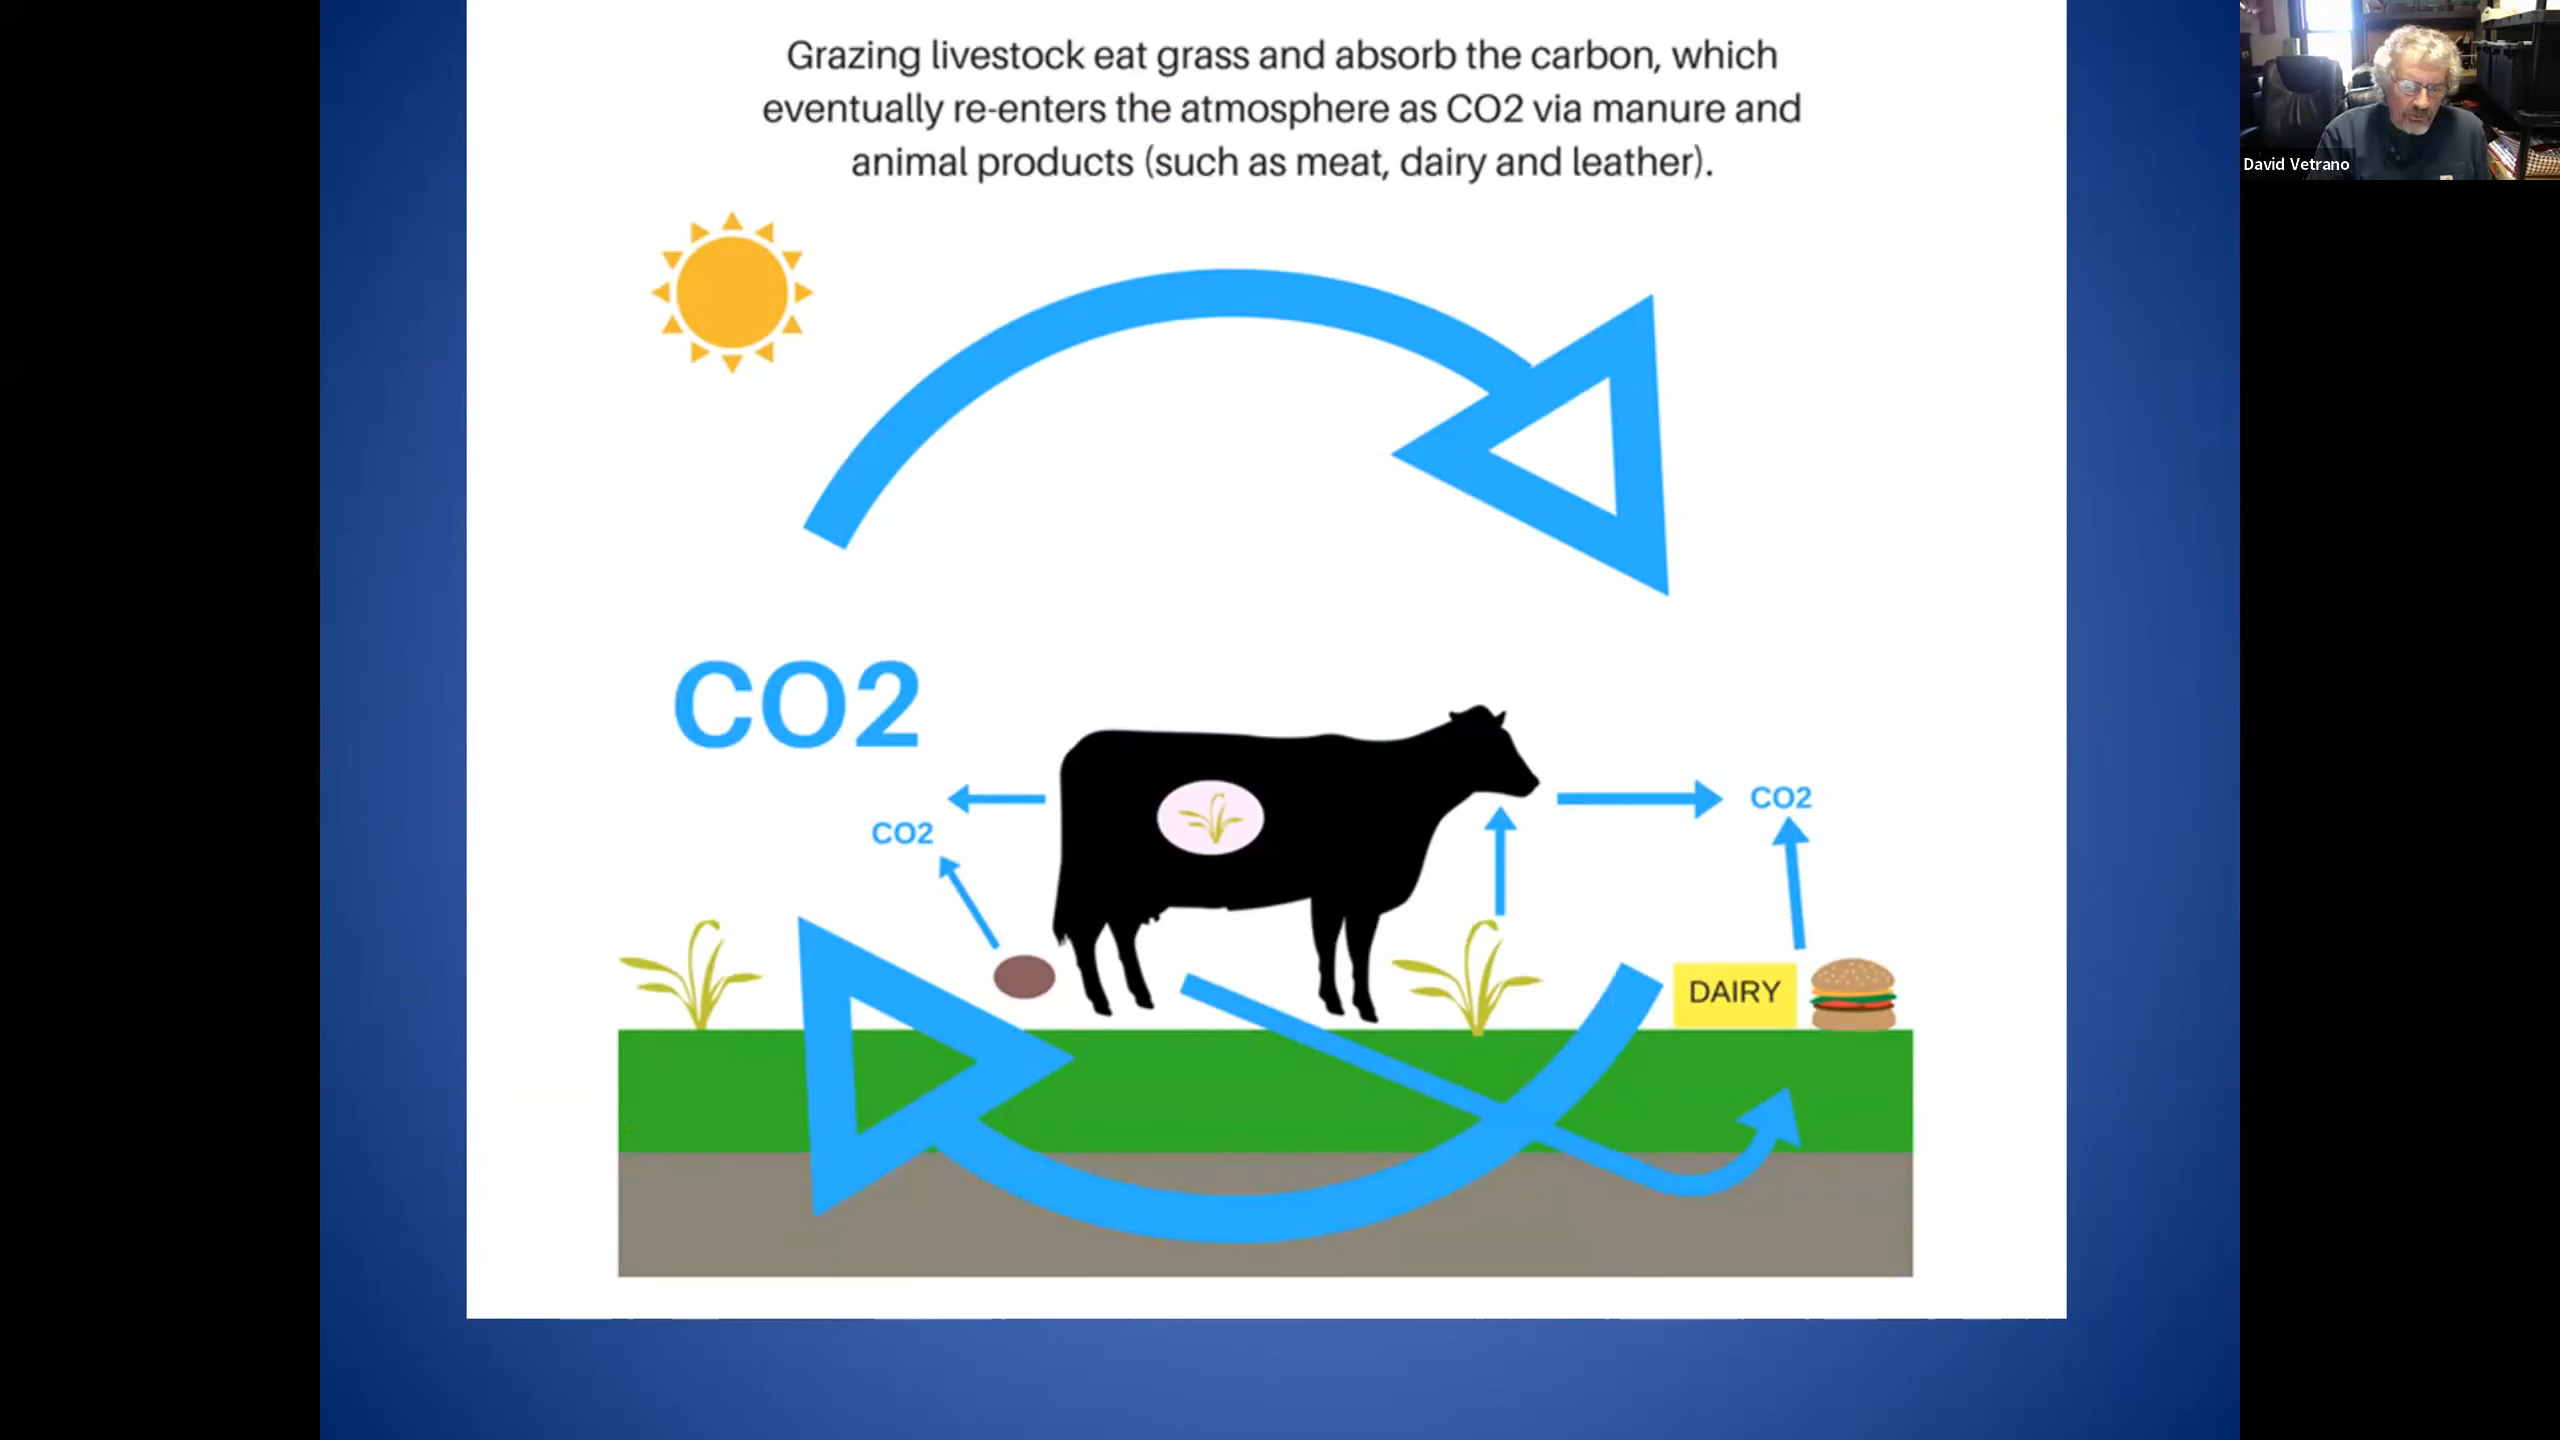 Grazing livestock eat grass and absorb the carbon, which
eventually re-enters the atmosphere as CO2 via manure and
animal products (such as meat, dairy and leather).
David Vetrano
CO2
CO2
CO2
DAIRY